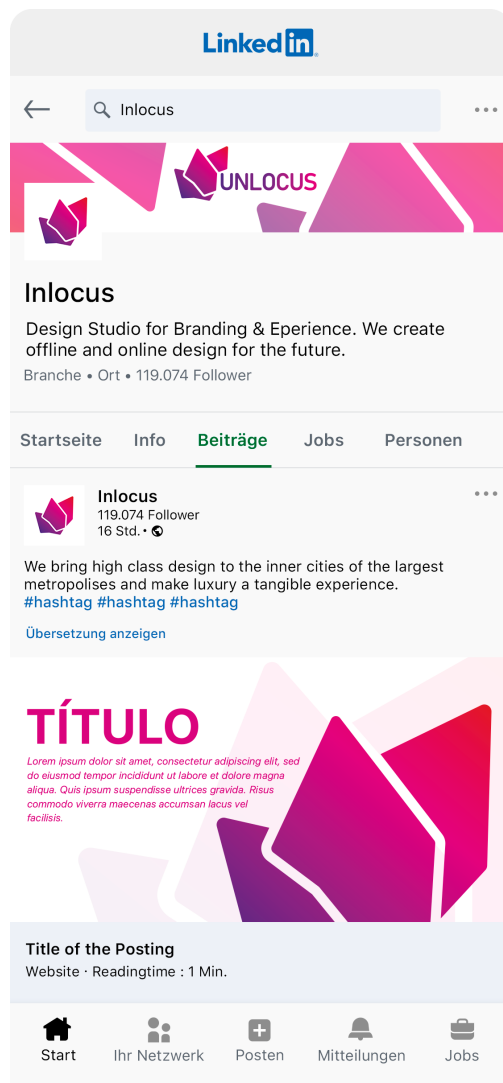 Linked in
Inlocus
UNLOCUS
Inlocus
Design Studio for Branding & Eperience. We create
offline and online design for the future.
Branche • Ort • 119.074 Follower
Startseite Info Beiträge Jobs Personen
Inlocus
119.074 Follower
16 Std. •
We bring high class design to the inner cities of the largest
metropolises and make luxury a tangible experience.
#hashtag #hashtag #hashtag
Übersetzung anzeigen
TÍTULO
Lorem ipsum dolor sit amet, consectetur adipiscing elit, sed
do eiusmod tempor incididunt ut labore et dolore magna
aliqua. Quis ipsum suspendisse ultrices gravida. Risus
commodo viverra maecenas accumsan lacus vel
facilisis.
Title of the Posting
Website · Readingtime : 1 Min.
Start Ihr Netzwerk Posten Mitteilungen Jobs